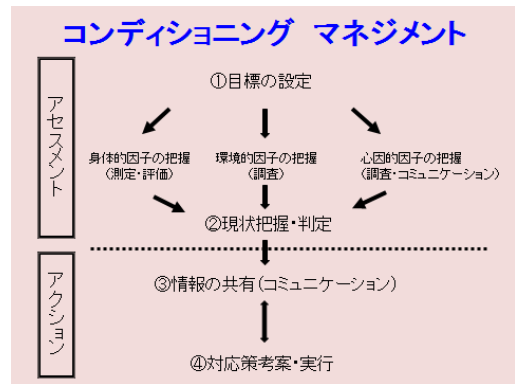 コンディショニング マネジメント
アセスメント
①目標の設定
身体的因子の把握
(測定・評価)
環境的因子の把握
(調査)
心因的因子の把握
(調査・コミュニケーション)
②現状把握・判定
アクション
③情報の共有(コミュニケーション)
④対応策考案・実行